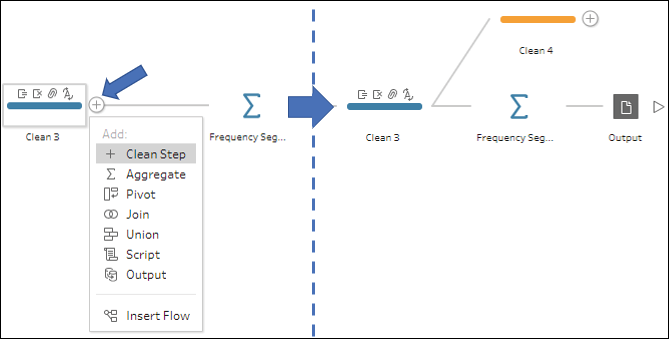 Clean 3
Frequency Seg...
Add:
Clean Step
Aggregate
Pivot
Join
Union
Script
Output
Insert Flow
Clean 4
Clean 3
Frequency Seg...
Output